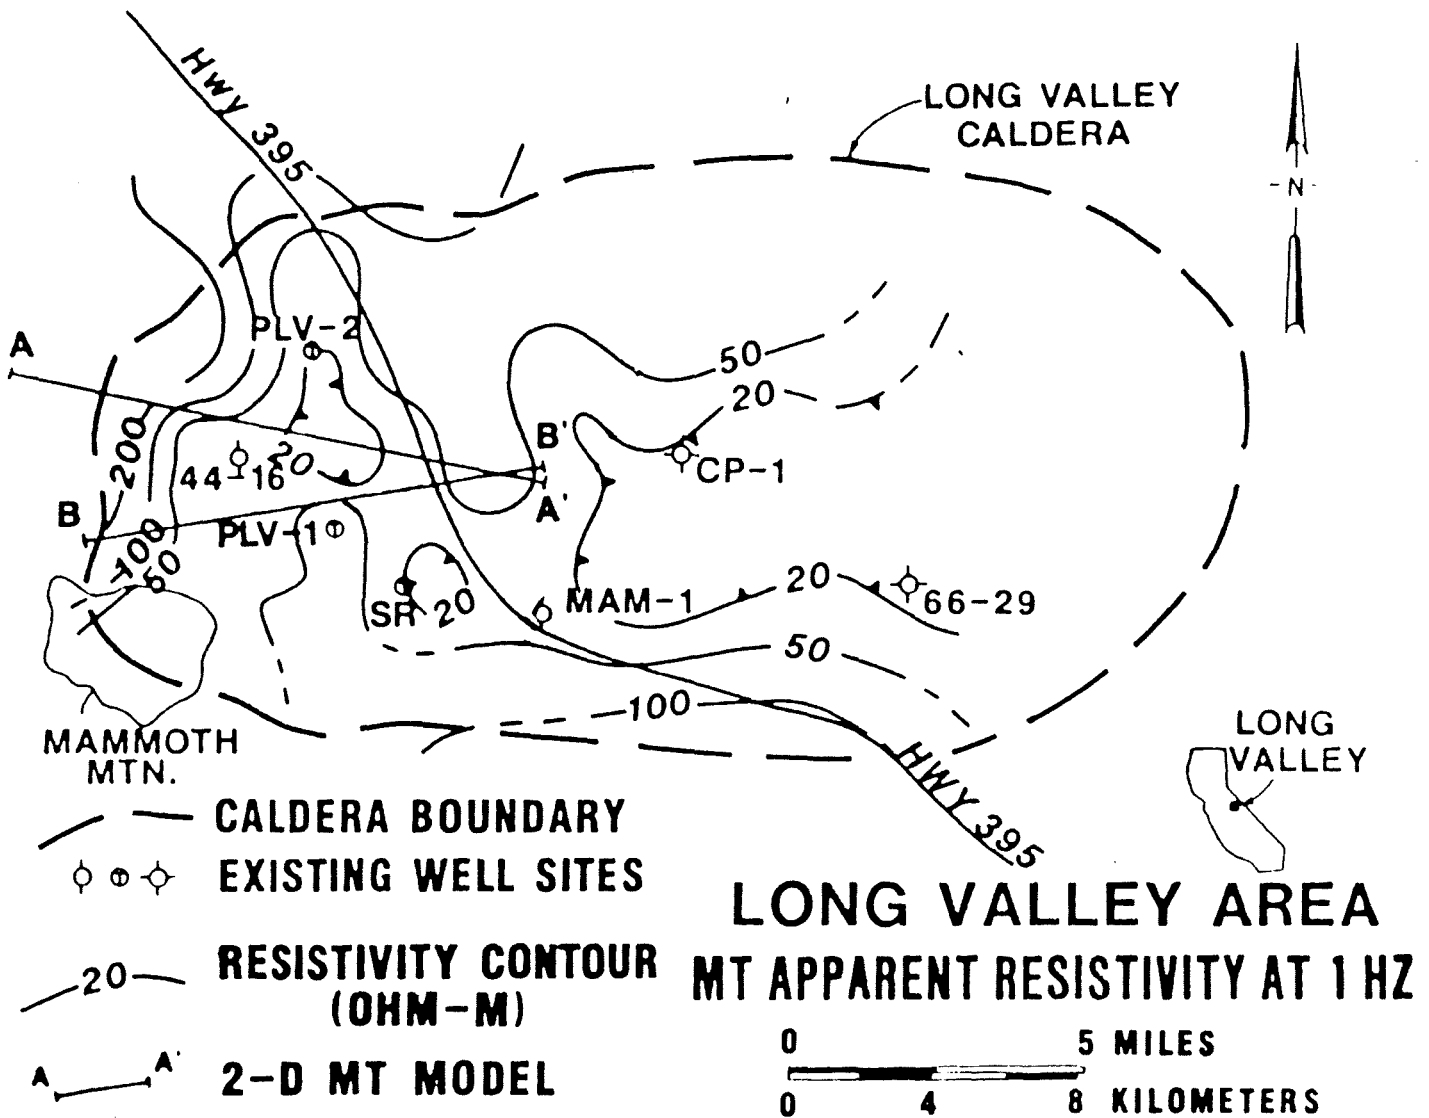 Hwy 395
LONG VALLEY
CALDERA
-N-
PLV-2
A
50
20
200
B'
A'
CP-1
44-16
20
B
PLV-1
100
50
SR
20
MAM-1
20
66-29
50
100
MAMMOTH
MTN.
HWY 395
LONG
VALLEY
CALDERA BOUNDARY
EXISTING WELL SITES
20
RESISTIVITY CONTOUR
(OHM-M)
A A'
2-D MT MODEL
LONG VALLEY AREA
MT APPARENT RESISTIVITY AT 1 HZ
0 5 MILES
0 4 8 KILOMETERS